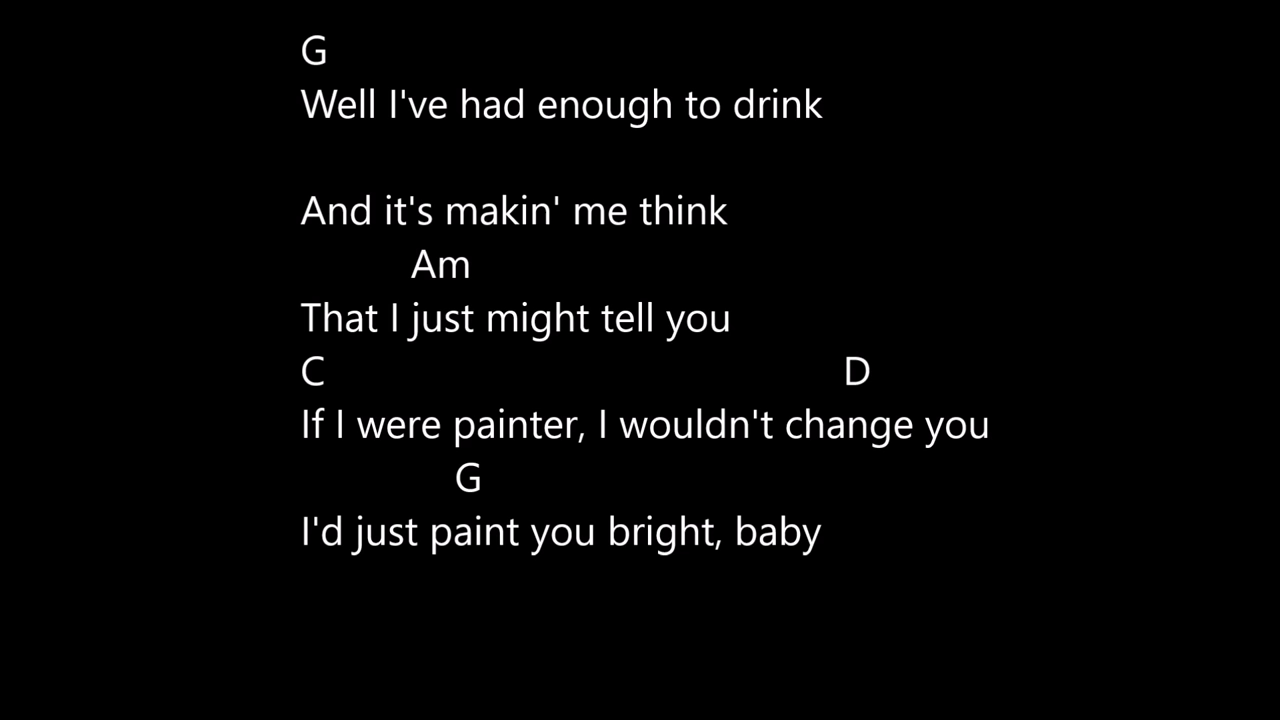 G
Well I've had enough to drink
And it's makin' me think
Am
That I just might tell you
C D
If I were painter, I wouldn't change you
G
I'd just paint you bright, baby